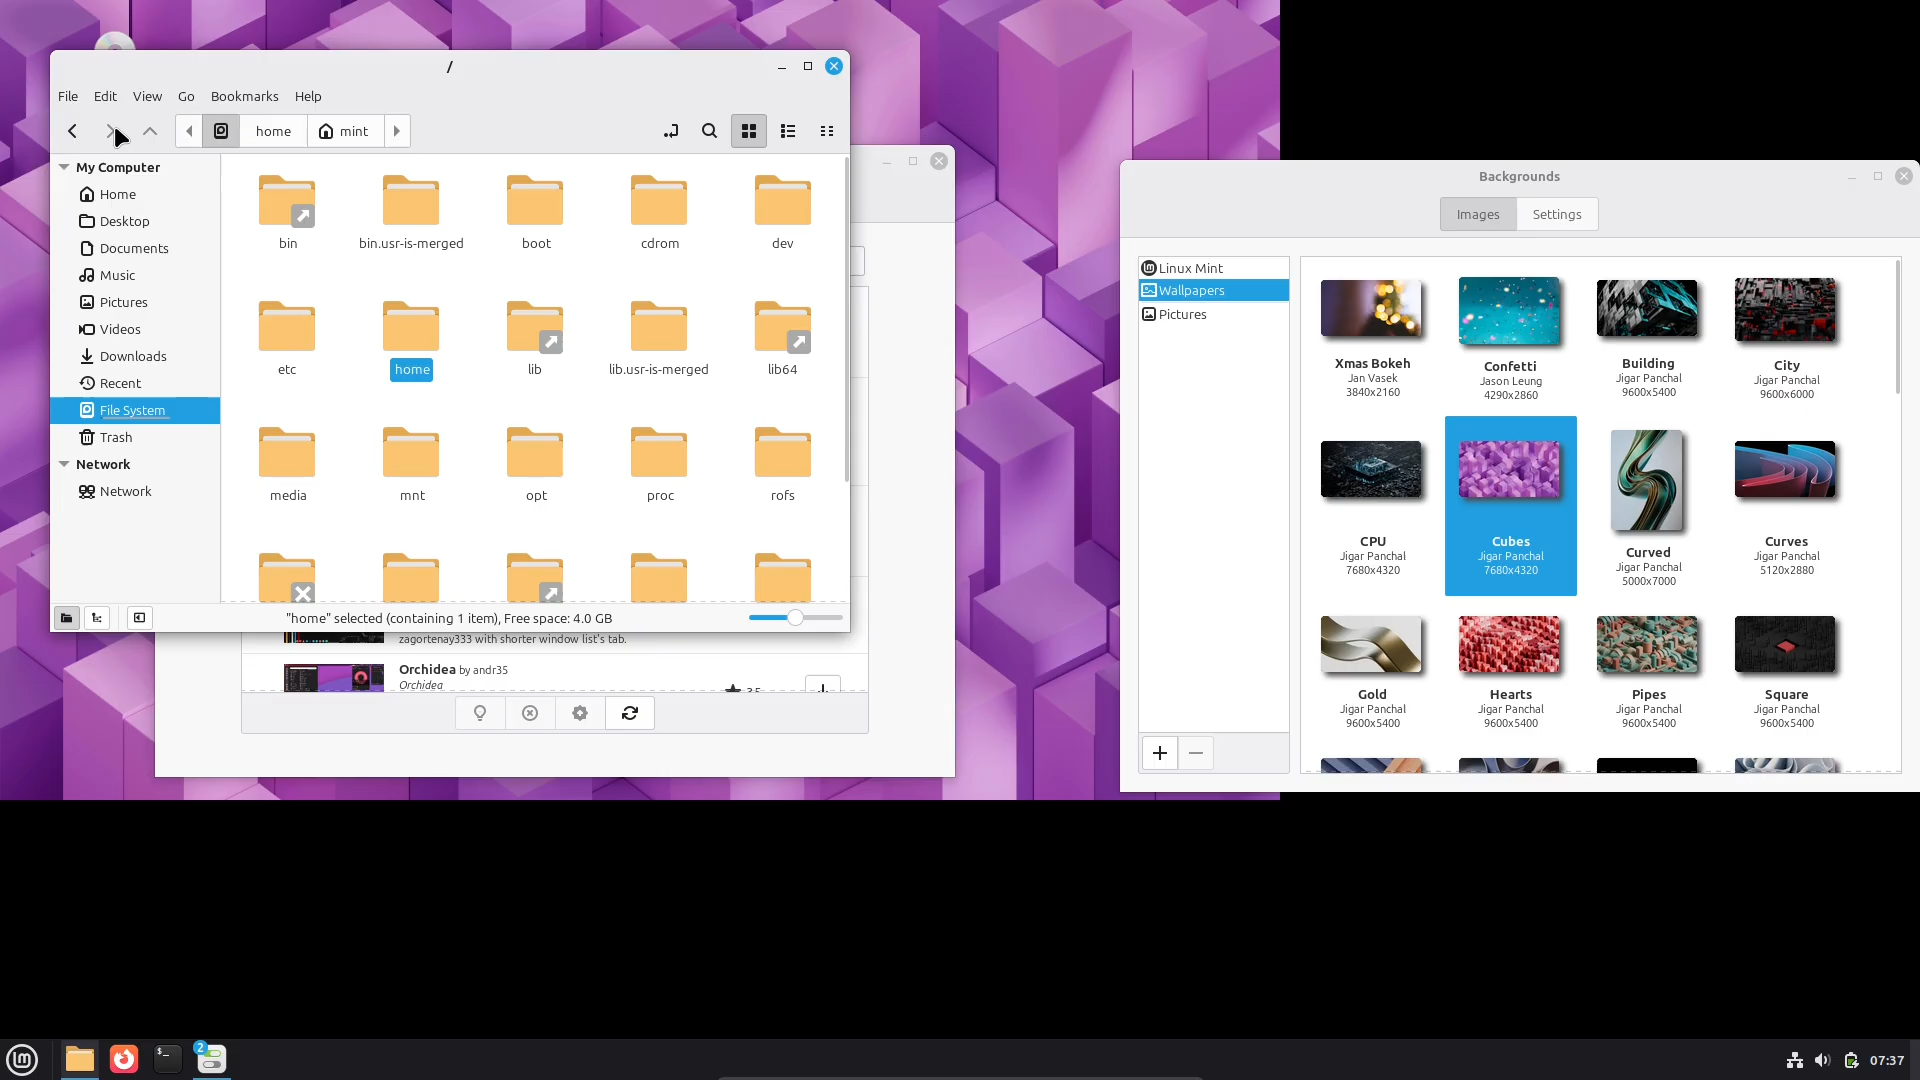 /
File Edit View Go Bookmarks Help
home mint
My Computer
Home
Desktop
Documents
Music
Pictures
Videos
Downloads
Recent
File System
Trash
Network
Network
bin bin.usr-is-merged boot cdrom dev
etc home lib lib.usr-is-merged lib64
media mnt opt proc rofs
"home" selected (containing 1 item), Free space: 4.0 GB
zagortenay333 with shorter window list's tab.
Orchidea by andr35
Orchidea
Backgrounds
Images Settings
Linux Mint
Wallpapers
Pictures
Xmas Bokeh
Jan Vasek
3840x2160
Confetti
Jason Leung
4290x2860
Building
Jigar Panchal
9600x5400
City
Jigar Panchal
9600x6000
CPU
Jigar Panchal
7680x4320
Cubes
Jigar Panchal
7680x4320
Curved
Jigar Panchal
5000x7000
Curves
Jigar Panchal
5120x2880
Gold
Jigar Panchal
9600x5400
Hearts
Jigar Panchal
9600x5400
Pipes
Jigar Panchal
9600x5400
Square
Jigar Panchal
9600x5400
2
07:37